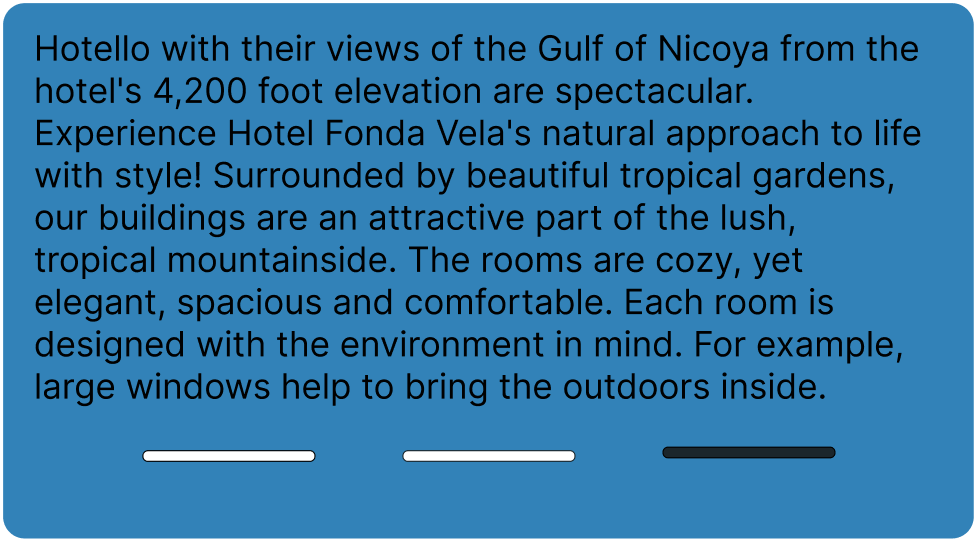 Hotello with their views of the Gulf of Nicoya from the
hotel's 4,200 foot elevation are spectacular.
Experience Hotel Fonda Vela's natural approach to life
with style! Surrounded by beautiful tropical gardens,
our buildings are an attractive part of the lush,
tropical mountainside. The rooms are cozy, yet
elegant, spacious and comfortable. Each room is
designed with the environment in mind. For example,
large windows help to bring the outdoors inside.